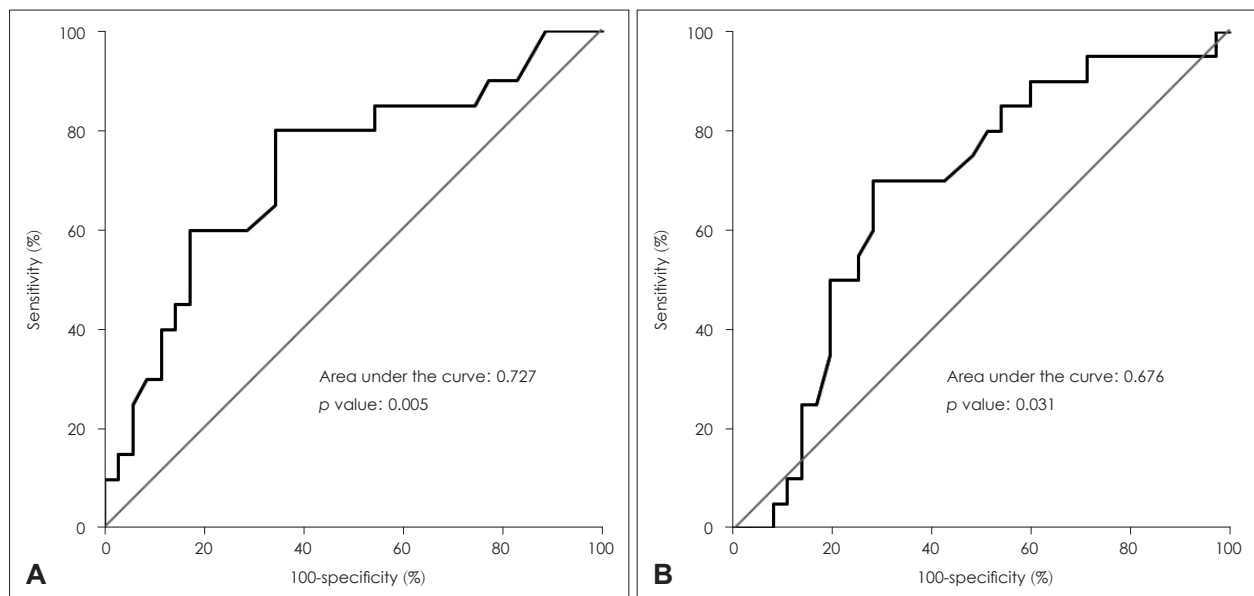 100
80
60
40
20
0
Sensitivity (%)
Area under the curve: 0.727
p value: 0.005
0 20 40 60 80 100
100-specificity (%)
A
100
80
60
40
20
0
Sensitivity (%)
Area under the curve: 0.676
p value: 0.031
0 20 40 60 80 100
100-specificity (%)
B